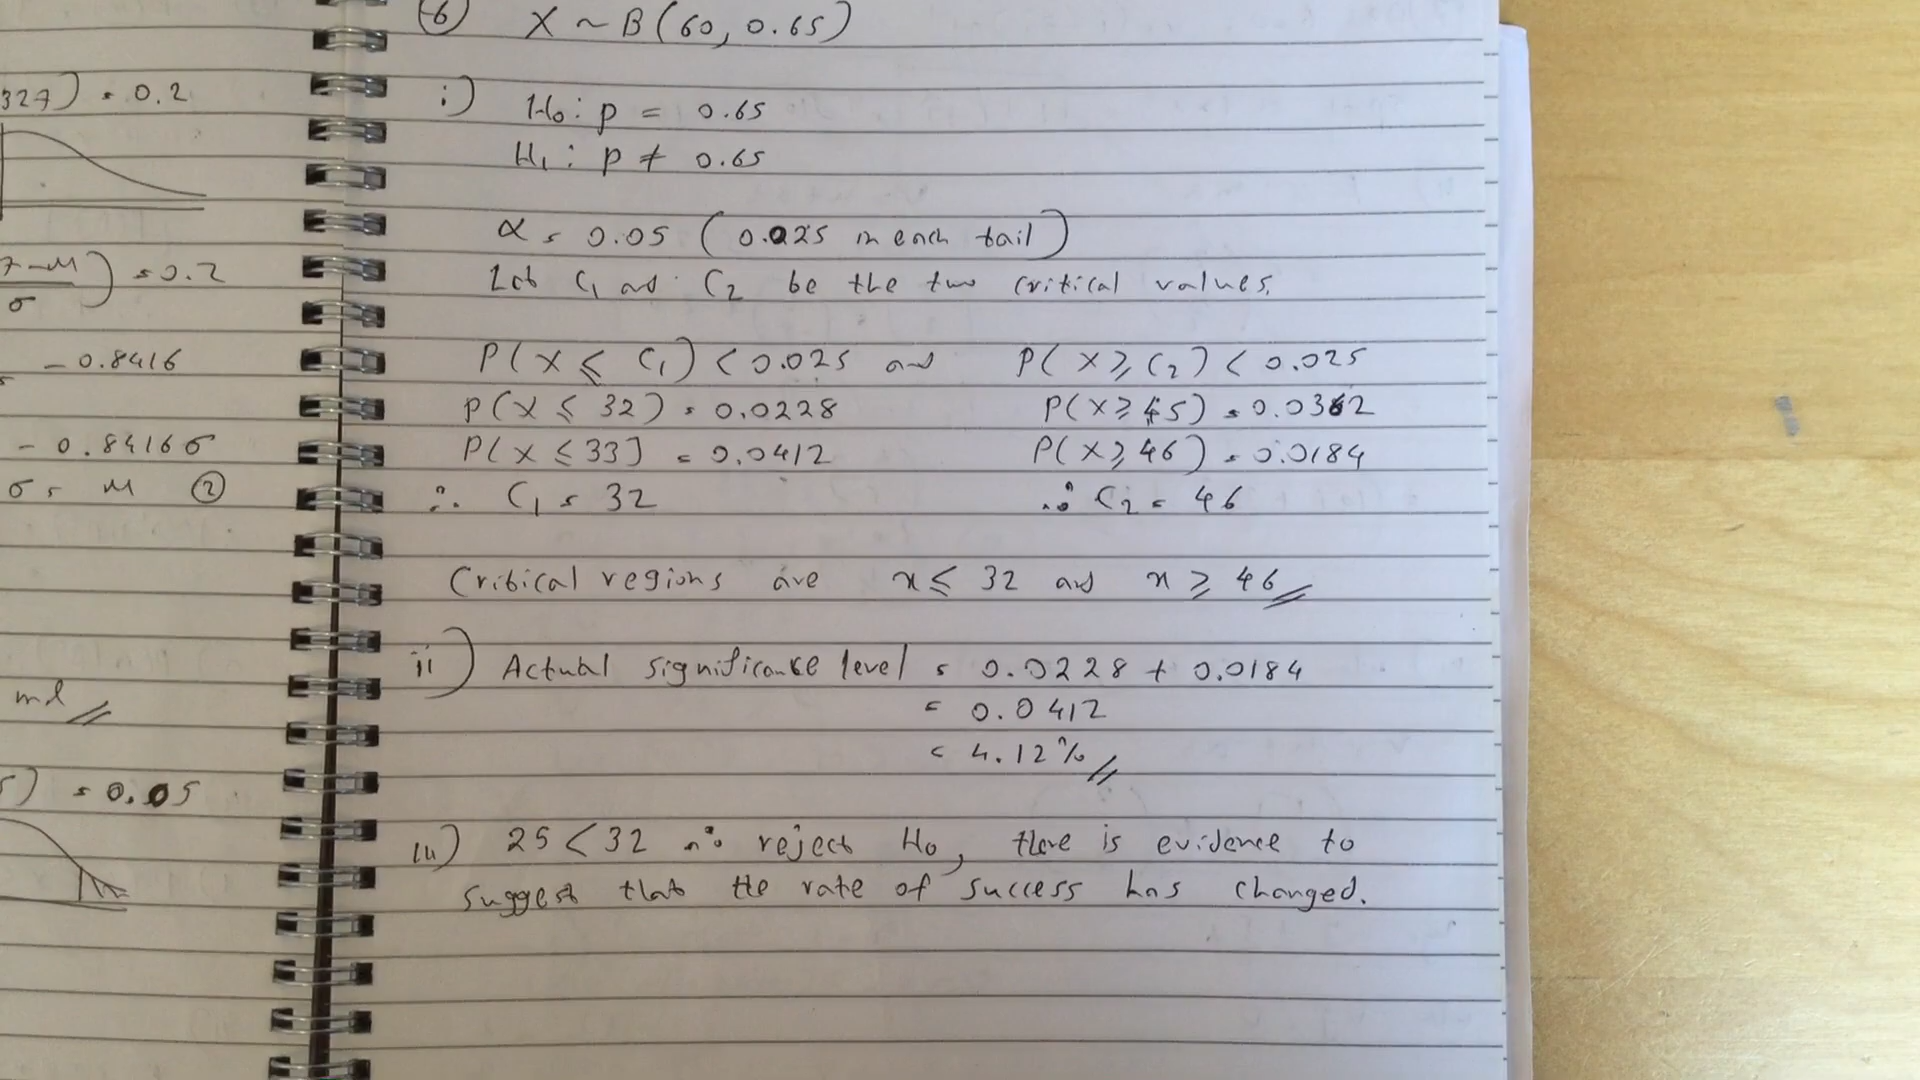 327) = 0.2
7-M) = 0.2
σ
- 0.8416
- 0.8416σ
σ = M ②
ml
) = 0.05
⑥ X ~ B(60, 0.65)
i) H₀: p = 0.65
H₁: p ≠ 0.65
α = 0.05 (0.025 in each tail)
Let C₁ and C₂ be the two critical values.
P(X ≤ C₁) < 0.025 and P(X ≥ C₂) < 0.025
P(X ≤ 32) = 0.0228 P(X ≥ 45) = 0.0362
P(X ≤ 33] = 0.0412 P(X ≥ 46) = 0.0184
∴ C₁ = 32 ∴ C₂ = 46
Critical regions are x ≤ 32 and x ≥ 46
ii) Actual significance level = 0.0228 + 0.0184
= 0.0412
= 4.12%
iii) 25 < 32 ∴ reject H₀, there is evidence to
suggest that the rate of success has changed.